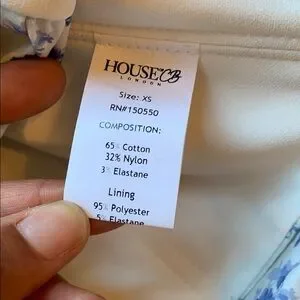 HOUSE CB
LONDON
Size: XS
RN#150550
COMPOSITION:
65% Cotton
32% Nylon
3% Elastane
Lining
95% Polyester
5% Elastane